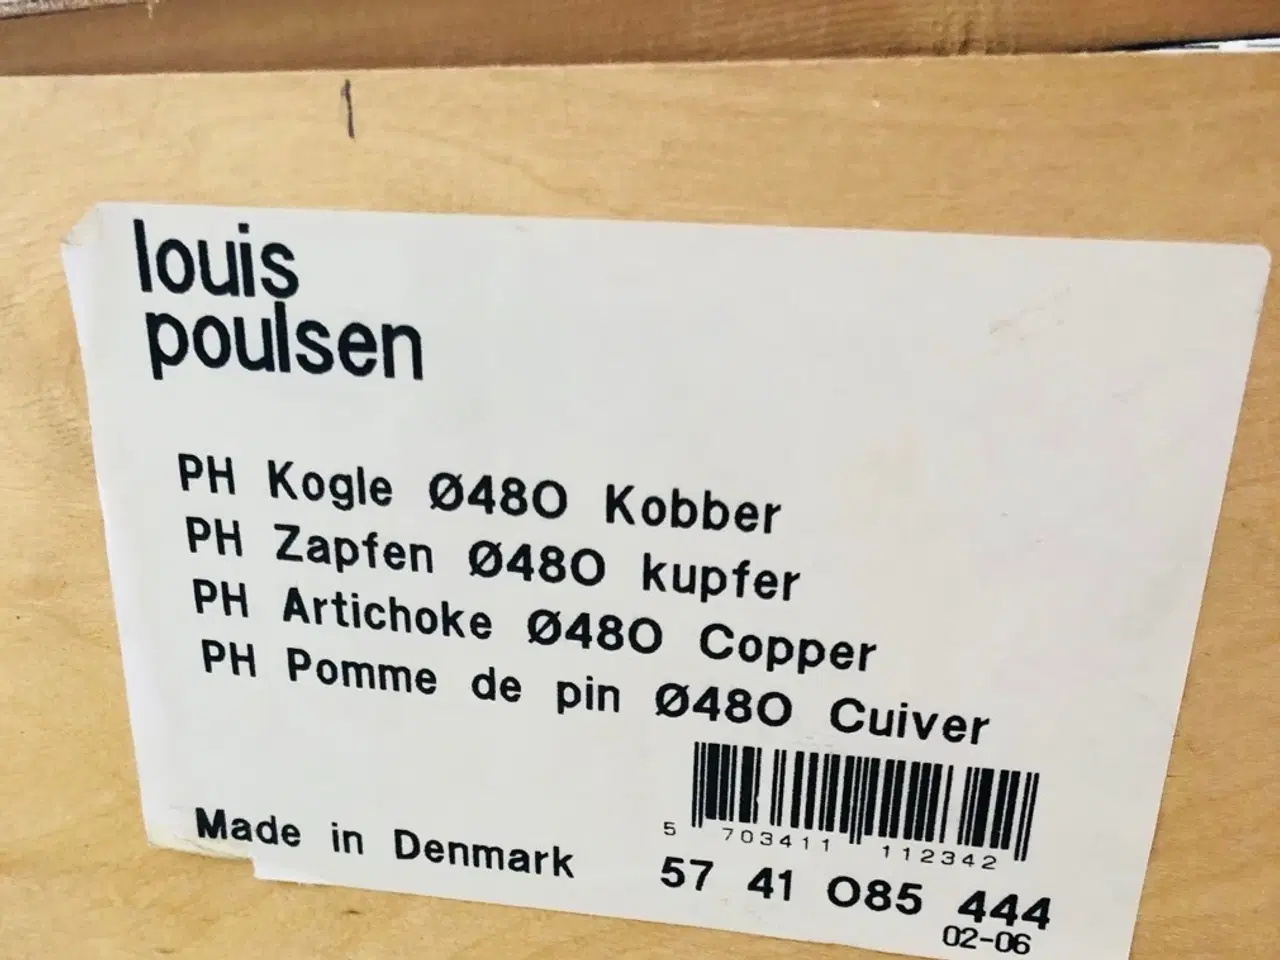 1
louis
poulsen
PH Kogle Ø480 Kobber
PH Zapfen Ø480 kupfer
PH Artichoke Ø480 Copper
PH Pomme de pin Ø480 Cuiver
5 703411 112342
Made in Denmark
57 41 085 444
02-06